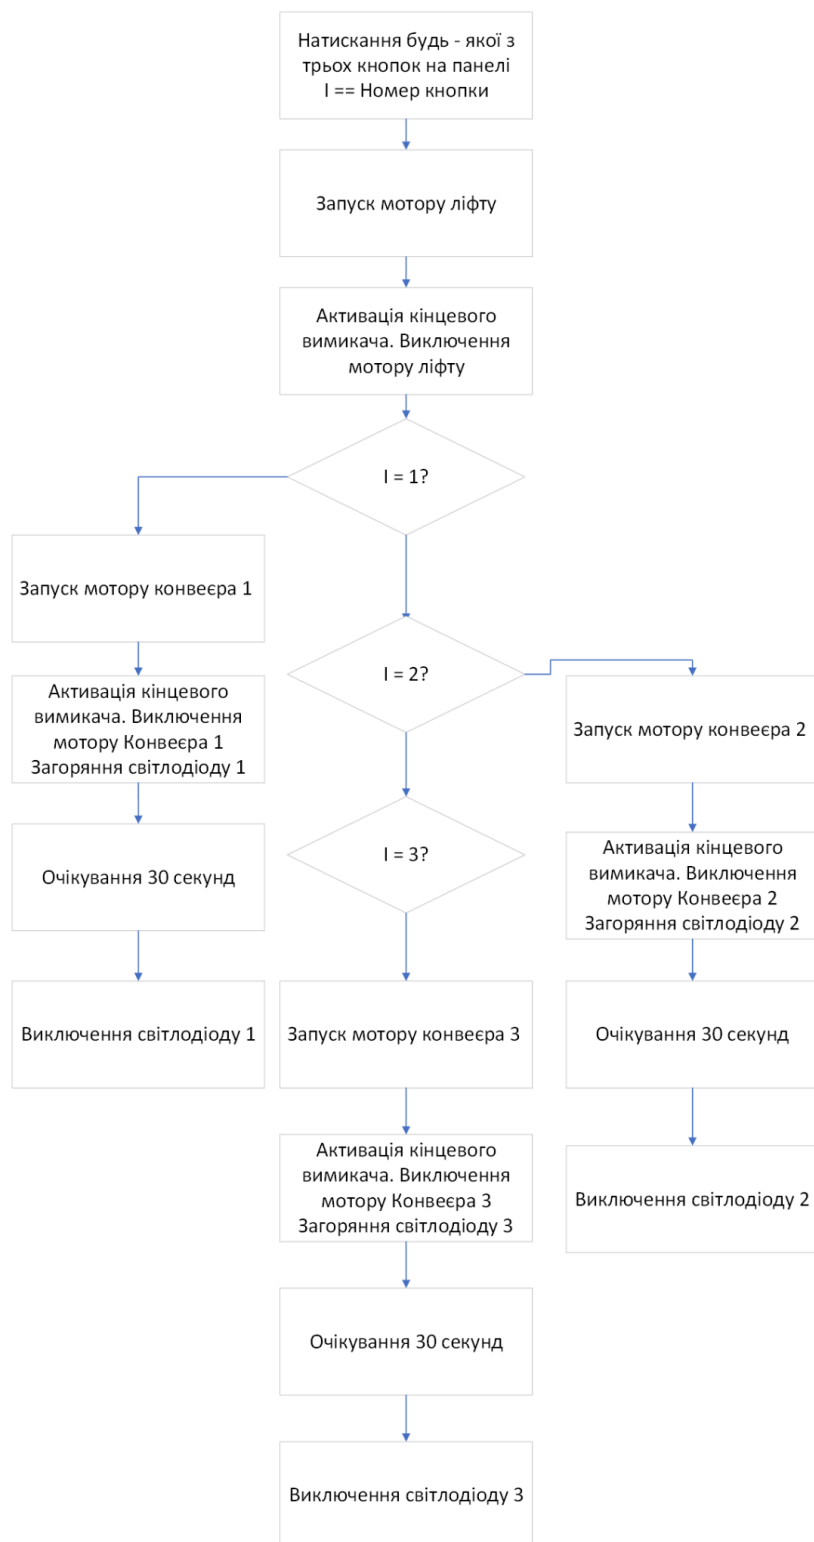 Натискання будь - якої з
трьох кнопок на панелі
I == Номер кнопки
Запуск мотору ліфту
Активація кінцевого
вимикача. Виключення
мотору ліфту
I = 1?
Запуск мотору конвеєра 1
Активація кінцевого
вимикача. Виключення
мотору Конвеєра 1
Загоряння світлодіоду 1
Очікування 30 секунд
Виключення світлодіоду 1
I = 2?
Запуск мотору конвеєра 2
Активація кінцевого
вимикача. Виключення
мотору Конвеєра 2
Загоряння світлодіоду 2
Очікування 30 секунд
Виключення світлодіоду 2
I = 3?
Запуск мотору конвеєра 3
Активація кінцевого
вимикача. Виключення
мотору Конвеєра 3
Загоряння світлодіоду 3
Очікування 30 секунд
Виключення світлодіоду 3